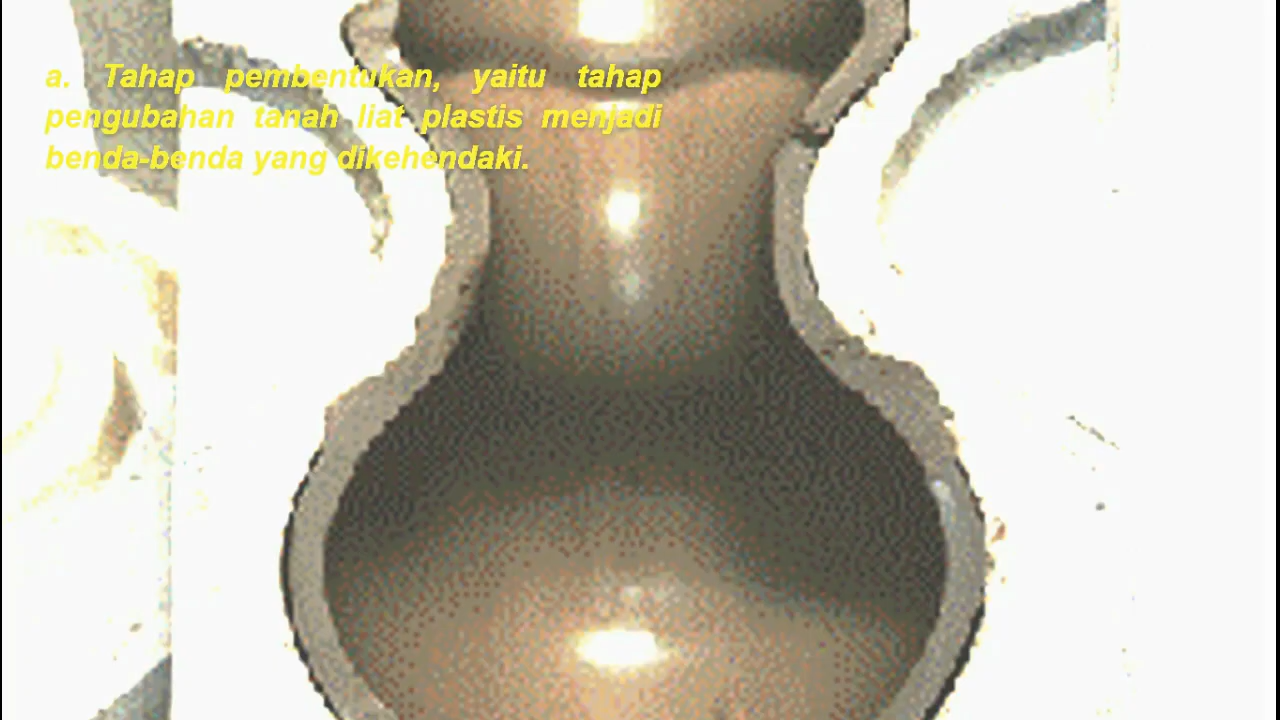 a. Tahap pembentukan, yaitu tahap
pengubahan tanah liat plastis menjadi
benda-benda yang dikehendaki.